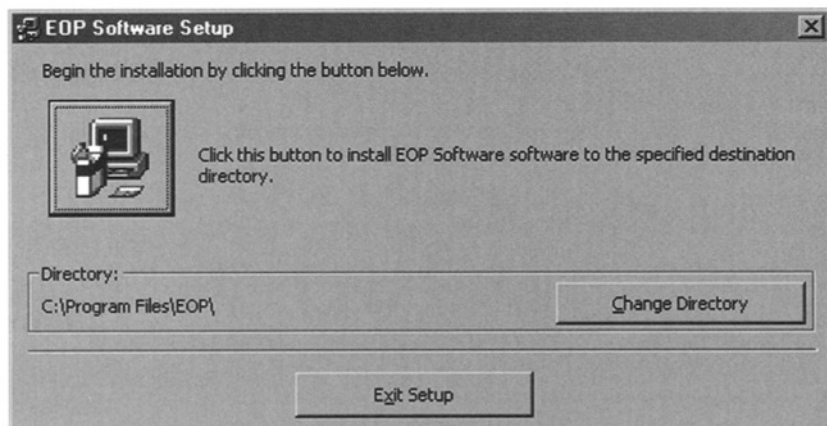 EOP Software Setup
Begin the installation by clicking the button below.
Click this button to install EOP Software software to the specified destination
directory.
Directory:
C:\Program Files\EOP\
Change Directory
Exit Setup